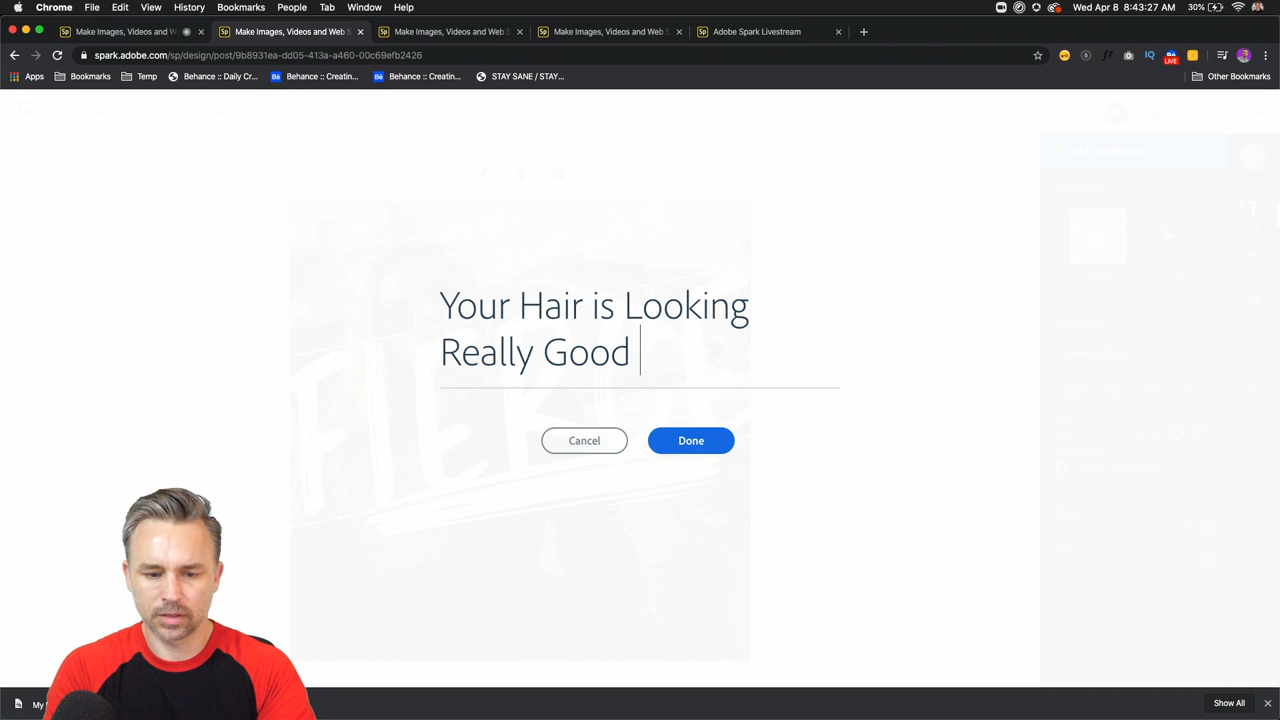 Chrome File Edit View History Bookmarks People Tab Window Help 30% Wed Apr 8 8:43:27 AM
Make Images, Videos and W
Make Images, Videos and Web S
Make Images, Videos and Web S
Make Images, Videos and Web S
Adobe Spark Livestream
spark.adobe.com/sp/design/post/9b8931ea-dd05-413a-a460-00c69efb2426
LIVE
Apps Bookmarks Temp Behance :: Daily Cr... Behance :: Creatin... Behance :: Creatin... STAY SANE / STAY... Other Bookmarks
Your Hair is Looking
Really Good
Cancel Done
My
Show All